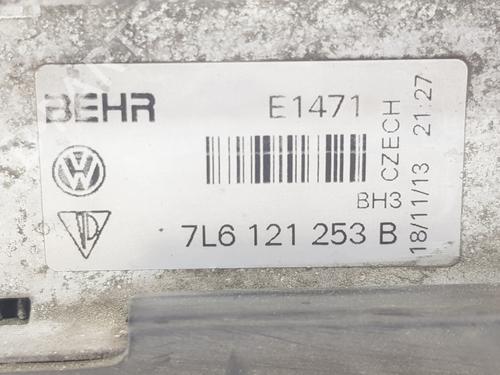 BEHR
E1471
BH3
7L6 121 253 B
CZECH
18/11/13 21:27